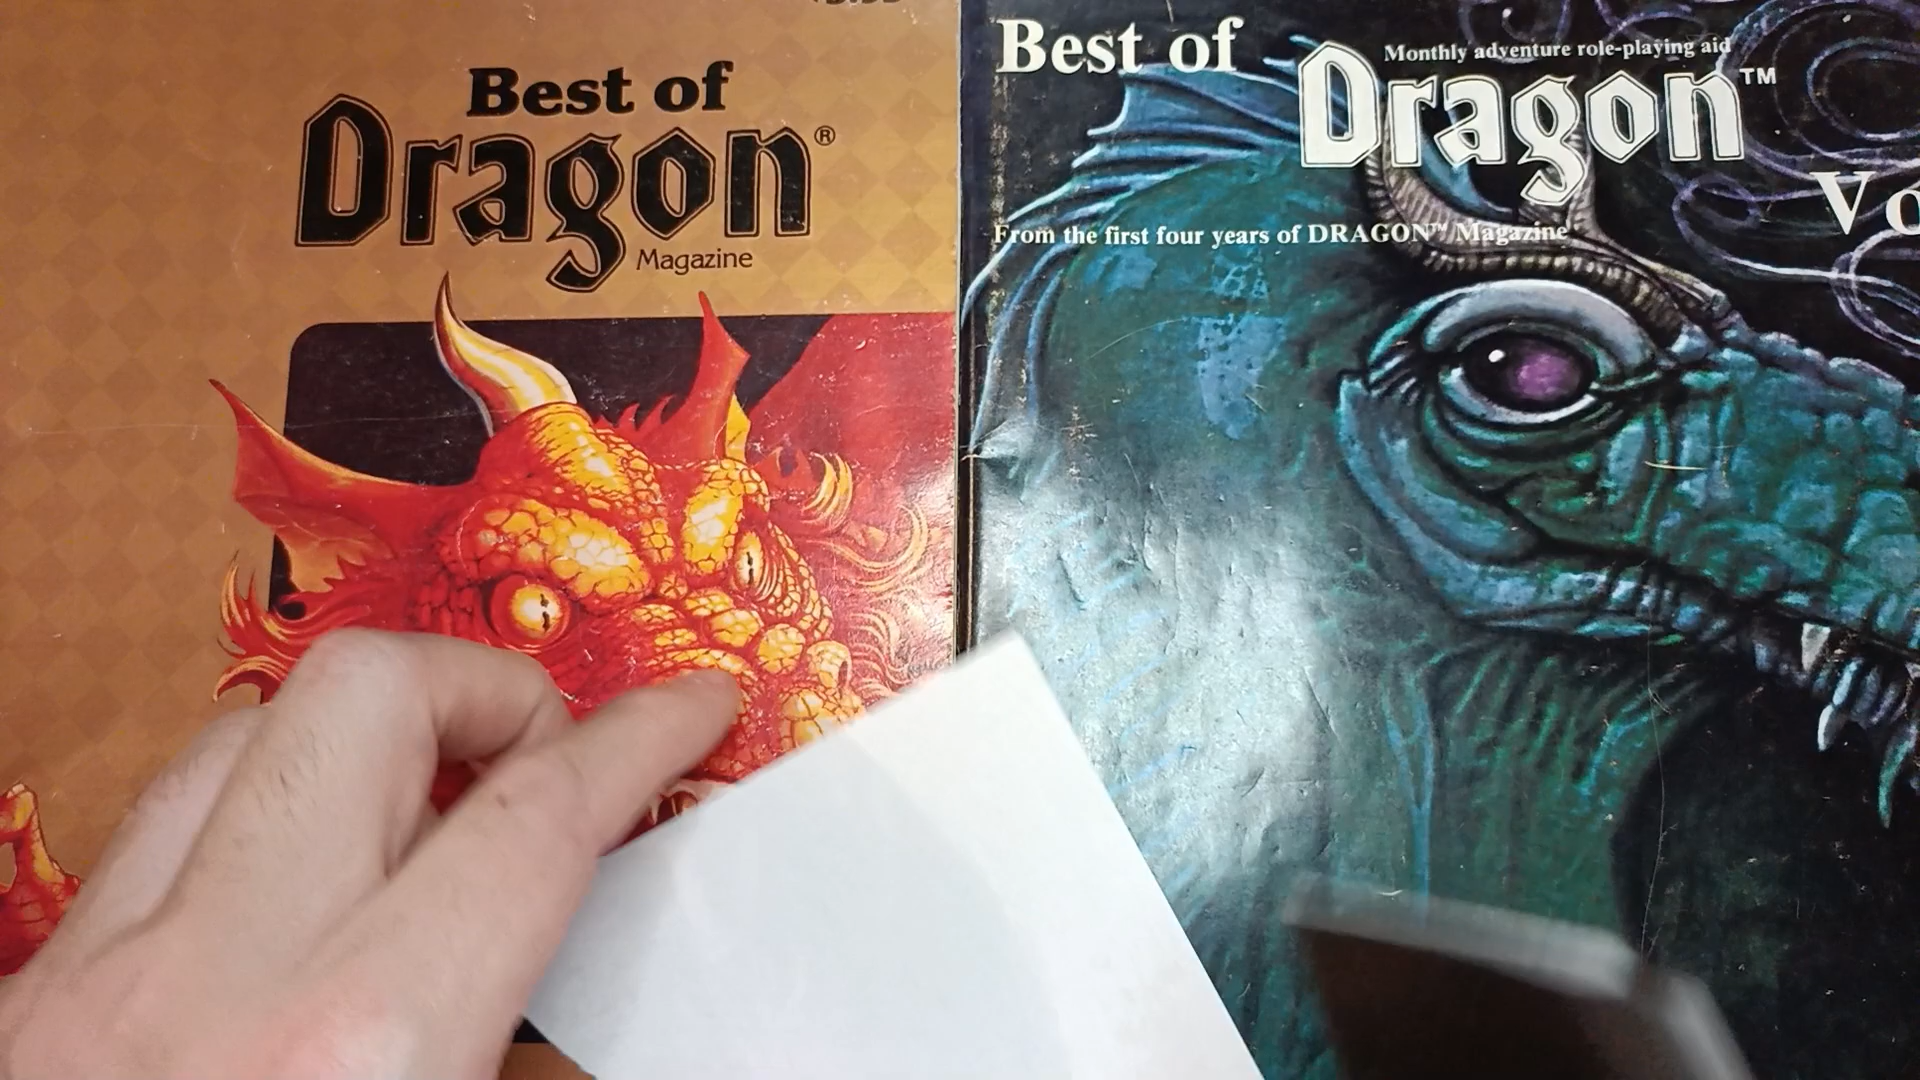 Best of
Dragon®
Magazine
Best of
Monthly adventure role-playing aid
Dragon™
From the first four years of DRAGON™ Magazine